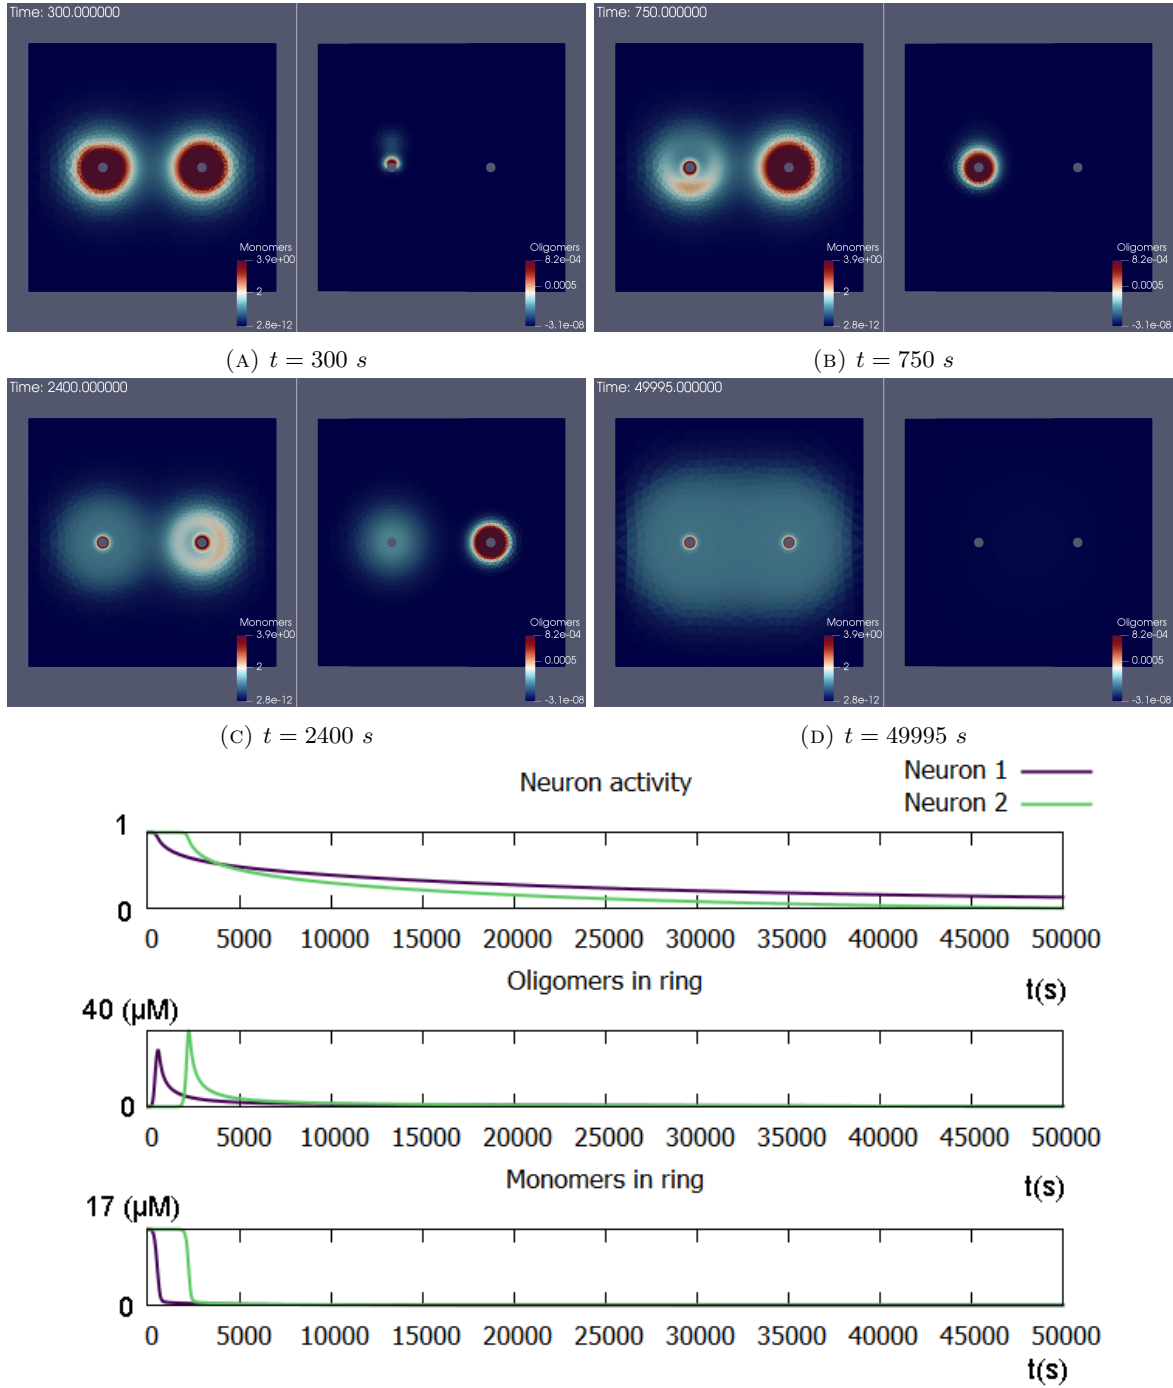 Time: 300.000000
Monomers
3.9e+00
2
2.8e-12
Oligomers
8.2e-04
0.0005
-3.1e-08
Time: 750.000000
Monomers
3.9e+00
2
2.8e-12
Oligomers
8.2e-04
0.0005
-3.1e-08
(A) t = 300 s
(B) t = 750 s
Time: 2400.000000
Monomers
3.9e+00
2
2.8e-12
Oligomers
8.2e-04
0.0005
-3.1e-08
Time: 49995.000000
Monomers
3.9e+00
2
2.8e-12
Oligomers
8.2e-04
0.0005
-3.1e-08
(C) t = 2400 s
(D) t = 49995 s
Neuron activity
Neuron 1
Neuron 2
1
0
0 5000 10000 15000 20000 25000 30000 35000 40000 45000 50000
t(s)
Oligomers in ring
40 (µM)
0
0 5000 10000 15000 20000 25000 30000 35000 40000 45000 50000
t(s)
Monomers in ring
17 (µM)
0
0 5000 10000 15000 20000 25000 30000 35000 40000 45000 50000
t(s)